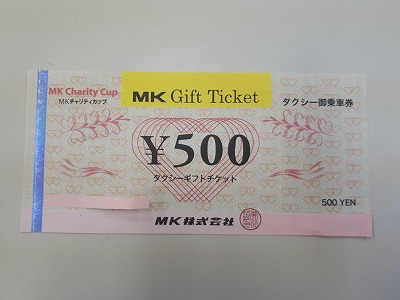 MK Charity Cup
MKチャリティカップ
MK Gift Ticket
タクシー御乗車券
¥500
タクシーギフトチケット
MK株式会社
500 YEN